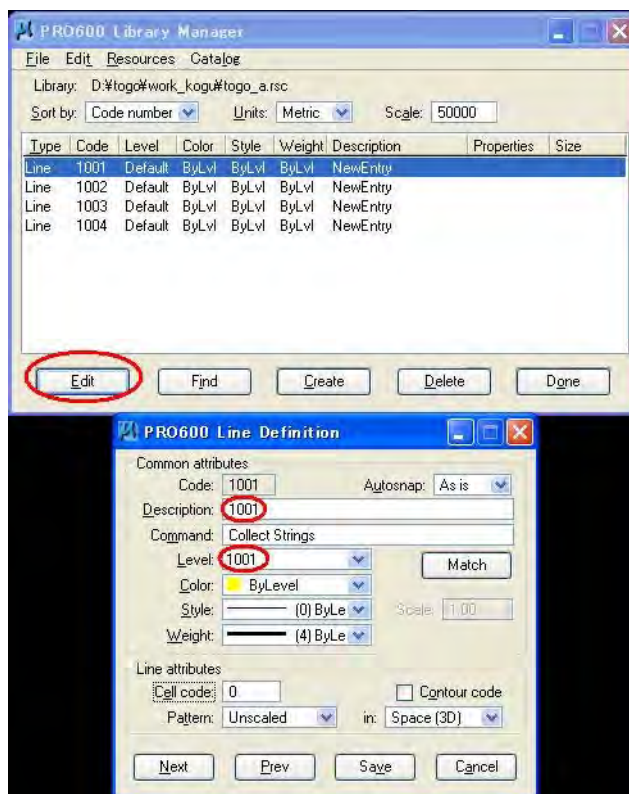 PRO600 Library Manager
File Edit Resources Catalog
Library: D:¥togo¥work_kogu¥togo_a.rsc
Sort by: Code number Units: Metric Scale: 50000
Type Code Level Color Style Weight Description Properties Size
Line 1001 Default ByLvl ByLvl ByLvl NewEntry
Line 1002 Default ByLvl ByLvl ByLvl NewEntry
Line 1003 Default ByLvl ByLvl ByLvl NewEntry
Line 1004 Default ByLvl ByLvl ByLvl NewEntry
Edit Find Create Delete Done
PRO600 Line Definition
Common attributes
Code: 1001 Autosnap: As is
Description: 1001
Command: Collect Strings
Level: 1001 Match
Color: ByLevel
Style: (0) ByLe Scale: 1.00
Weight: (4) ByLe
Line attributes
Cell code: 0 Contour code
Pattern: Unscaled in: Space (3D)
Next Prev Save Cancel